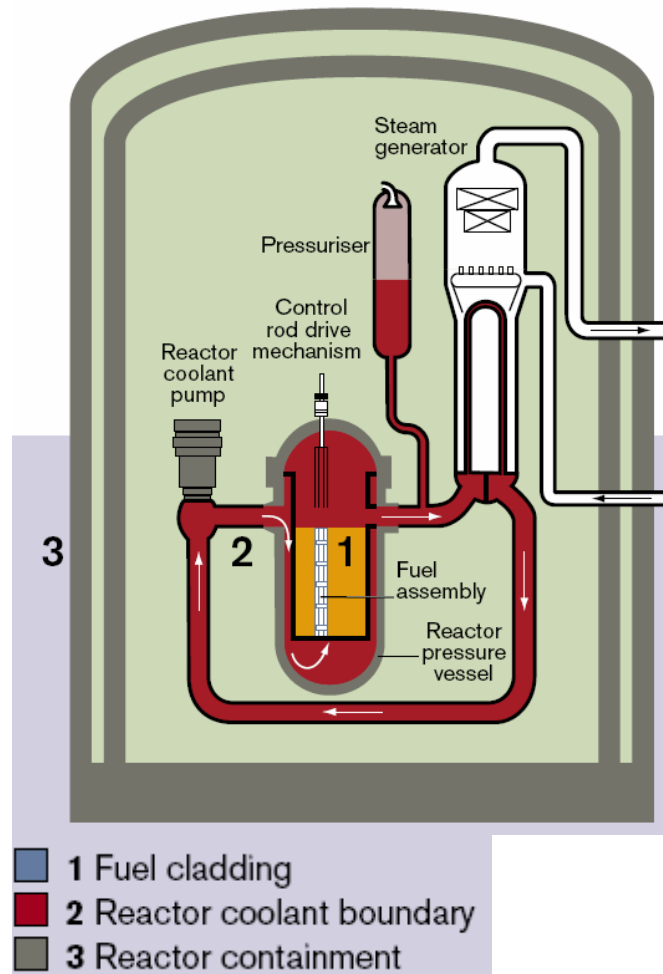 Steam
generator
Pressuriser
Control
rod drive
mechanism
Reactor
coolant
pump
3
2
1
Fuel
assembly
Reactor
pressure
vessel
1 Fuel cladding
2 Reactor coolant boundary
3 Reactor containment